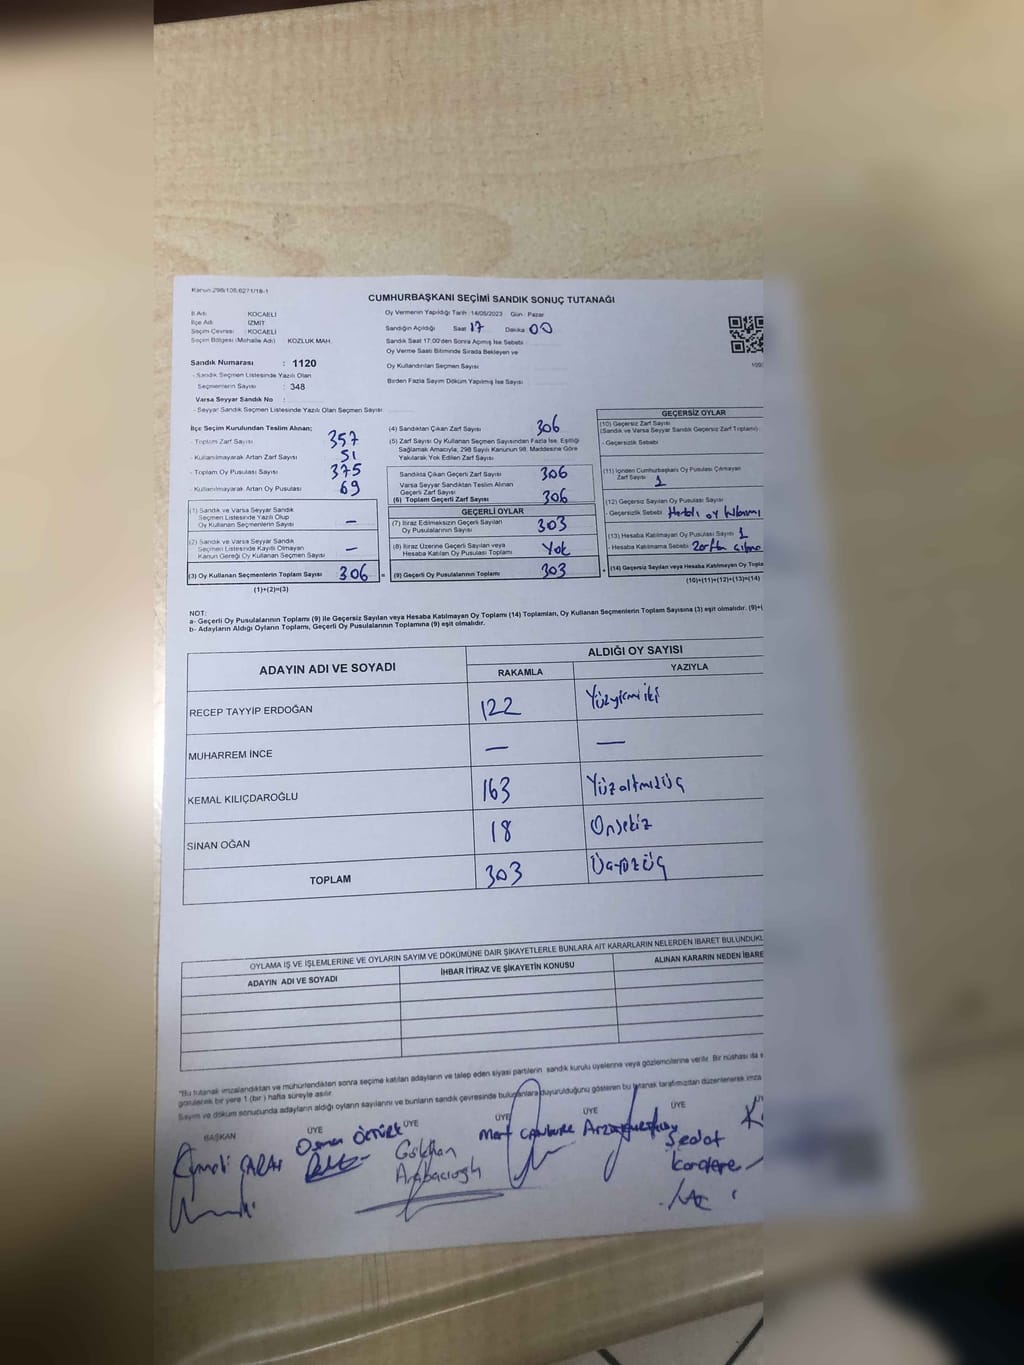 Kanun:298/108;6271/18-1
CUMHURBAŞKANI SEÇİMİ SANDIK SONUÇ TUTANAĞI
İl Adı : KOCAELİ
İlçe Adı : İZMİT
Seçim Çevresi : KOCAELİ
Seçim Bölgesi (Mahalle Adı) KOZLUK MAH.
Sandık Numarası : 1120
- Sandık Seçmen Listesinde Yazılı Olan
Seçmenlerin Sayısı : 348
Varsa Seyyar Sandık No :
- Seyyar Sandık Seçmen Listesinde Yazılı Olan Seçmen Sayısı:
Oy Vermenin Yapıldığı Tarih :14/05/2023 Gün : Pazar
Sandığın Açıldığı Saat 17 Dakika 00
Sandık Saat 17:00'den Sonra Açmış İse Sebebi
Oy Verme Saati Bitiminde Sırada Bekleyen ve
Oy Kullandırılan Seçmen Sayısı
Birden Fazla Sayım Döküm Yapılmış İse Sayısı
İlçe Seçim Kurulundan Teslim Alınan;
- Toplam Zarf Sayısı 357
- Kullanılmayarak Artan Zarf Sayısı 51
- Toplam Oy Pusulası Sayısı 375
- Kullanılmayarak Artan Oy Pusulası 69
(1) Sandık ve Varsa Seyyar Sandık
Seçmen Listesinde Yazılı Olup
Oy Kullanan Seçmenlerin Sayısı —
(2) Sandık ve Varsa Seyyar Sandık
Seçmen Listesinde Kayıtlı Olmayan
Kanun Gereği Oy Kullanan Seçmen Sayısı —
(3) Oy Kullanan Seçmenlerin Toplam Sayısı 306 =
(1)+(2)=(3)
(4) Sandıktan Çıkan Zarf Sayısı 306
(5) Zarf Sayısı Oy Kullanan Seçmen Sayısından Fazla İse, Eşitliği
Sağlamak Amacıyla, 298 Sayılı Kanunun 98. Maddesine Göre
Yakılarak Yok Edilen Zarf Sayısı
Sandıkta Çıkan Geçerli Zarf Sayısı 306
Varsa Seyyar Sandıktan Teslim Alınan
Geçerli Zarf Sayısı
(6) Toplam Geçerli Zarf Sayısı 306
GEÇERLİ OYLAR
(7) İtiraz Edilmeksizin Geçerli Sayılan
Oy Pusulalarının Sayısı 303
(8) İtiraz Üzerine Geçerli Sayılan veya
Hesaba Katılan Oy Pusulası Toplamı Yok
(9) Geçerli Oy Pusulalarının Toplamı 303 +
GEÇERSİZ OYLAR
(10) Geçersiz Zarf Sayısı
(Sandık ve Varsa Seyyar Sandık Geçersiz Zarf Toplamı)
- Geçersizlik Sebebi
(11) İçinden Cumhurbaşkanı Oy Pusulası Çıkmayan
Zarf Sayısı 1
(12) Geçersiz Sayılan Oy Pusulası Sayısı
- Geçersizlik Sebebi Hatalı oy
(13) Hesaba Katılmayan Oy Pusulası Sayısı 1
- Hesaba Katılmama Sebebi
(14) Geçersiz Sayılan veya Hesaba Katılmayan Oy Topla
(10)+(11)+(12)+(13)=(14)
NOT:
a- Geçerli Oy Pusulalarının Toplamı (9) ile Geçersiz Sayılan veya Hesaba Katılmayan Oy Toplamı (14) Toplamları, Oy Kullanan Seçmenlerin Toplam Sayısına (3) eşit olmalıdır. (9)+(
b- Adayların Aldığı Oyların Toplamı, Geçerli Oy Pusulalarının Toplamına (9) eşit olmalıdır.
ADAYIN ADI VE SOYADI ALDIĞI OY SAYISI
RAKAMLA YAZIYLA
RECEP TAYYİP ERDOĞAN 122 Yüzyirmiiki
MUHARREM İNCE — —
KEMAL KILIÇDAROĞLU 163 Yüzaltmışüç
SİNAN OĞAN 18 Onsekiz
TOPLAM 303 Üçyüzüç
OYLAMA İŞ VE İŞLEMLERİNE VE OYLARIN SAYIM VE DÖKÜMÜNE DAİR ŞİKAYETLERLE BUNLARA AİT KARARLARIN NELERDEN İBARET BULUNDUKL
ADAYIN ADI VE SOYADI İHBAR İTİRAZ VE ŞİKAYETİN KONUSU ALINAN KARARIN NEDEN İBARE
"Bu tutanak imzalandıktan ve mühürlendikten sonra seçime katılan adayların ve talep eden siyasi partilerin sandık kurulu üyelerine veya gözlemcilerine verilir. Bir nüshası da
görülecek bir yere 1 (bir) hafta süreyle asılır.
Sayım ve döküm sonucunda adayların aldığı oyların sayılarını ve bunların sandık çevresinde bulunanlara duyurulduğunu gösteren bu tutanak tarafımızdan düzenlenerek imza
BAŞKAN ÜYE ÜYE ÜYE ÜYE ÜYE
Osman ÖZTÜRK
Gökhan
Arabacıoğlı
Mert
Sedat
Kardere